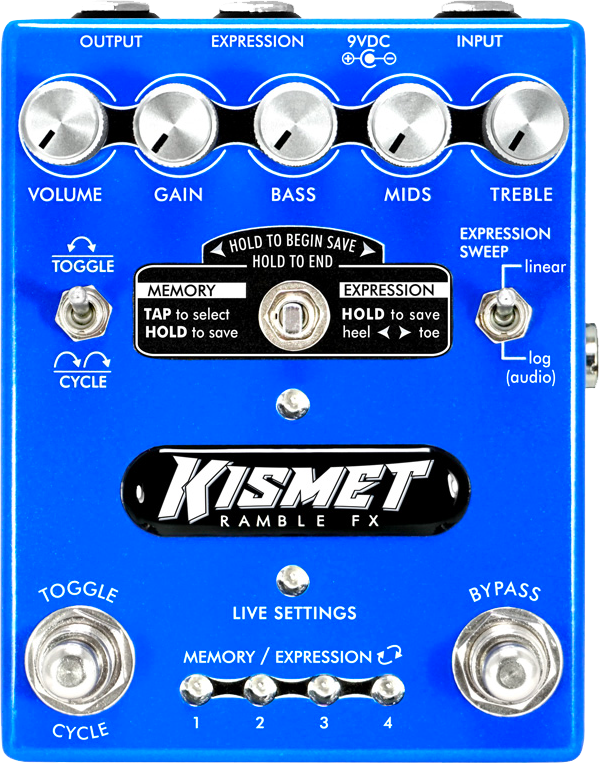 OUTPUT
EXPRESSION
9VDC
INPUT
VOLUME
GAIN
BASS
MIDS
TREBLE
HOLD TO BEGIN SAVE
HOLD TO END
TOGGLE
CYCLE
MEMORY
TAP to select
HOLD to save
EXPRESSION
HOLD to save
heel toe
EXPRESSION
SWEEP
linear
log
(audio)
KISMET
RAMBLE FX
TOGGLE
CYCLE
BYPASS
LIVE SETTINGS
MEMORY / EXPRESSION
1 2 3 4